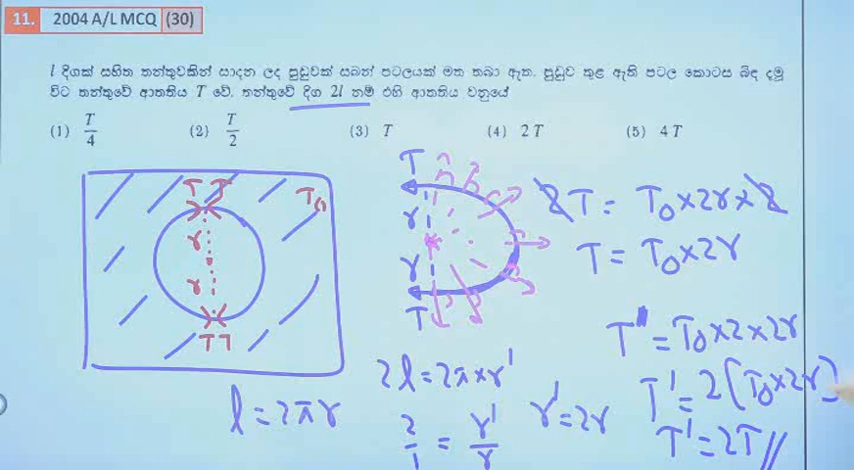 11. 2004 A/L MCQ (30)
l දිගක් සහිත තන්තුවකින් සාදන ලද පුඩුවක් සබන් පටලයක් මත තබා ඇත. පුඩුව තුළ ඇති පටල කොටස බිඳ දමූ
විට තන්තුවේ ආතතිය T වේ. තන්තුවේ දිග 2l නම් එහි ආතතිය වනුයේ
(1) T/4 (2) T/2 (3) T (4) 2T (5) 4T
T T T₀
r
r
T T
T
r
r
T
2T = T₀×2r×2
T = T₀×2r
T" = T₀×2×2r
T' = 2(T₀×2r)
T' = 2T //
l = 2πr
2l = 2π×r'
2/1 = r'/r
r' = 2r